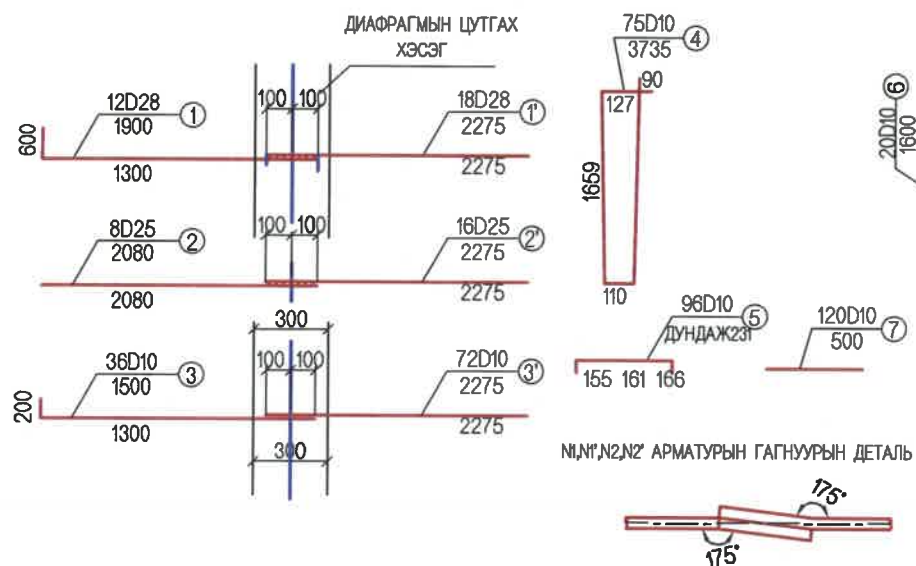 ДИАФРАГМЫН ЦУТГАХ
ХЭСЭГ
12D28 1
1900
600
1300
100 100
18D28 1'
2275
2275
8D25 2
2080
2080
100 100
16D25 2'
2275
2275
300
36D10 3
1500
200
1300
100 100
72D10 3'
2275
2275
300
75D10 4
3735
90
127
1659
110
20D10 6
1600
96D10 5
ДУНДАЖ231
155 161 166
120D10 7
500
N1,N1',N2,N2' АРМАТУРЫН ГАГНУУРЫН ДЕТАЛЬ
175°
175°